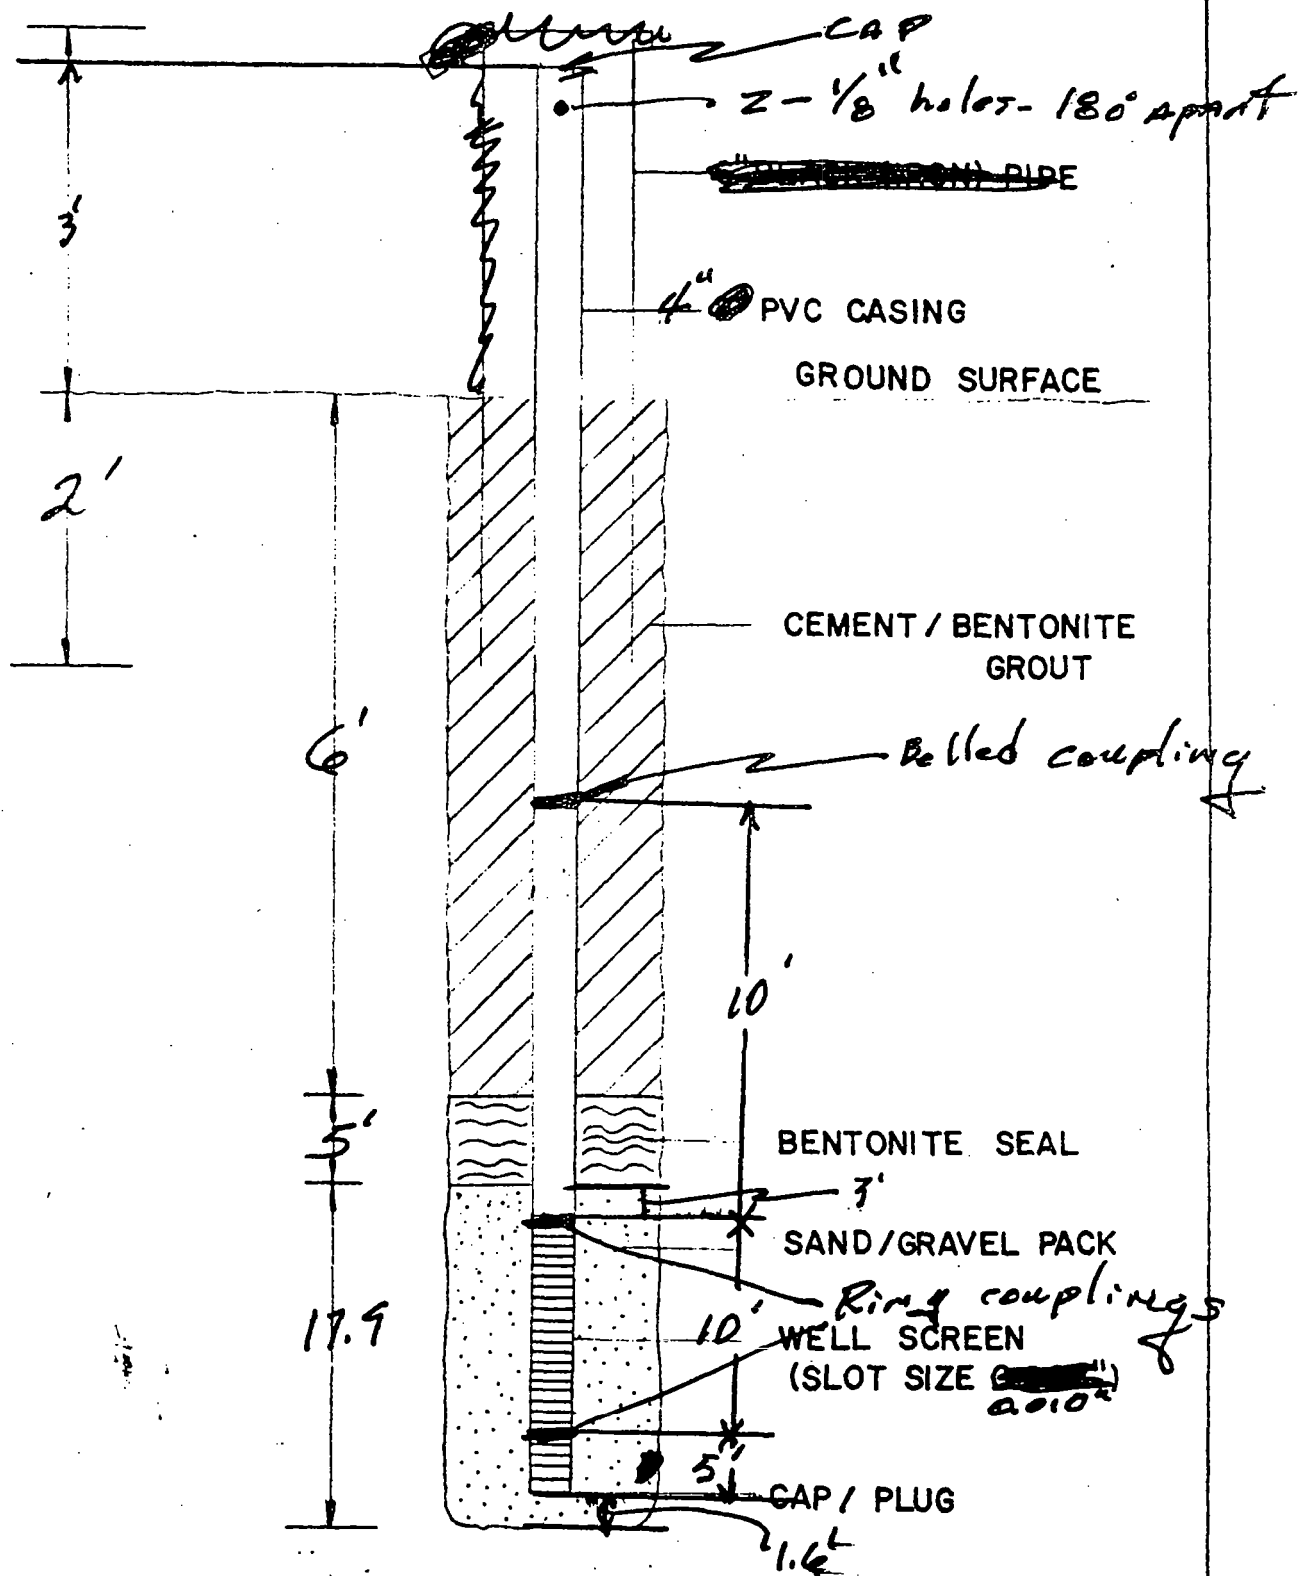 CAP
2 - 1/8" holes - 180° apart
PIPE
3'
4" PVC CASING
GROUND SURFACE
2'
CEMENT / BENTONITE
GROUT
6'
Belled coupling
10'
5'
BENTONITE SEAL
3'
SAND/GRAVEL PACK
Ring couplings
17.9
10'
WELL SCREEN
(SLOT SIZE
0.010"
5'
CAP / PLUG
1.6'